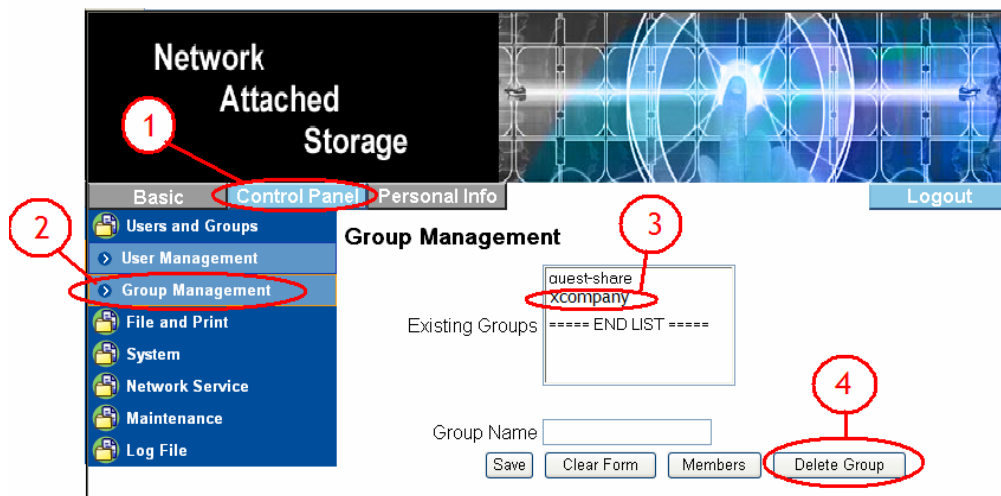 Network
Attached
Storage
1
Basic
Control Panel
Personal Info
Logout
2
Users and Groups
User Management
Group Management
File and Print
System
Network Service
Maintenance
Log File
Group Management
3
guest-share
xcompany
===== END LIST =====
Existing Groups
4
Group Name
Save
Clear Form
Members
Delete Group